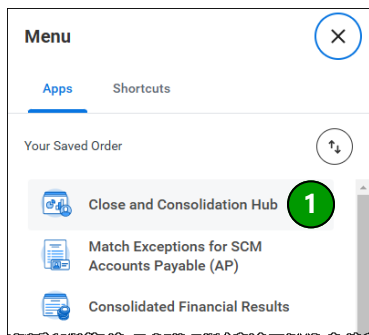 Menu
Apps
Shortcuts
Your Saved Order
Close and Consolidation Hub
1
Match Exceptions for SCM
Accounts Payable (AP)
Consolidated Financial Results